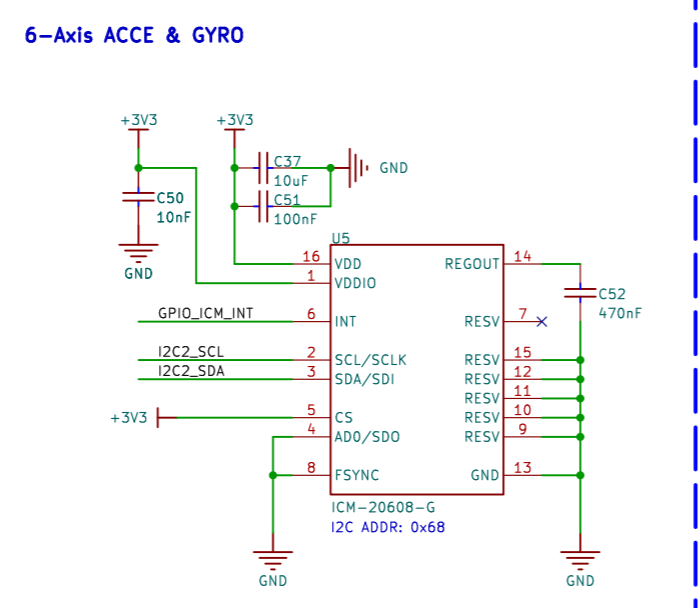 6-Axis ACCE & GYRO
+3V3
+3V3
C37
10uF
GND
C50
10nF
C51
100nF
GND
U5
16 VDD
REGOUT 14
1 VDDIO
C52
470nF
GPIO_ICM_INT
6 INT
RESV 7
I2C2_SCL
2 SCL/SCLK
RESV 15
I2C2_SDA
3 SDA/SDI
RESV 12
RESV 11
+3V3
5 CS
RESV 10
4 AD0/SDO
RESV 9
8 FSYNC
GND 13
ICM-20608-G
I2C ADDR: 0x68
GND
GND